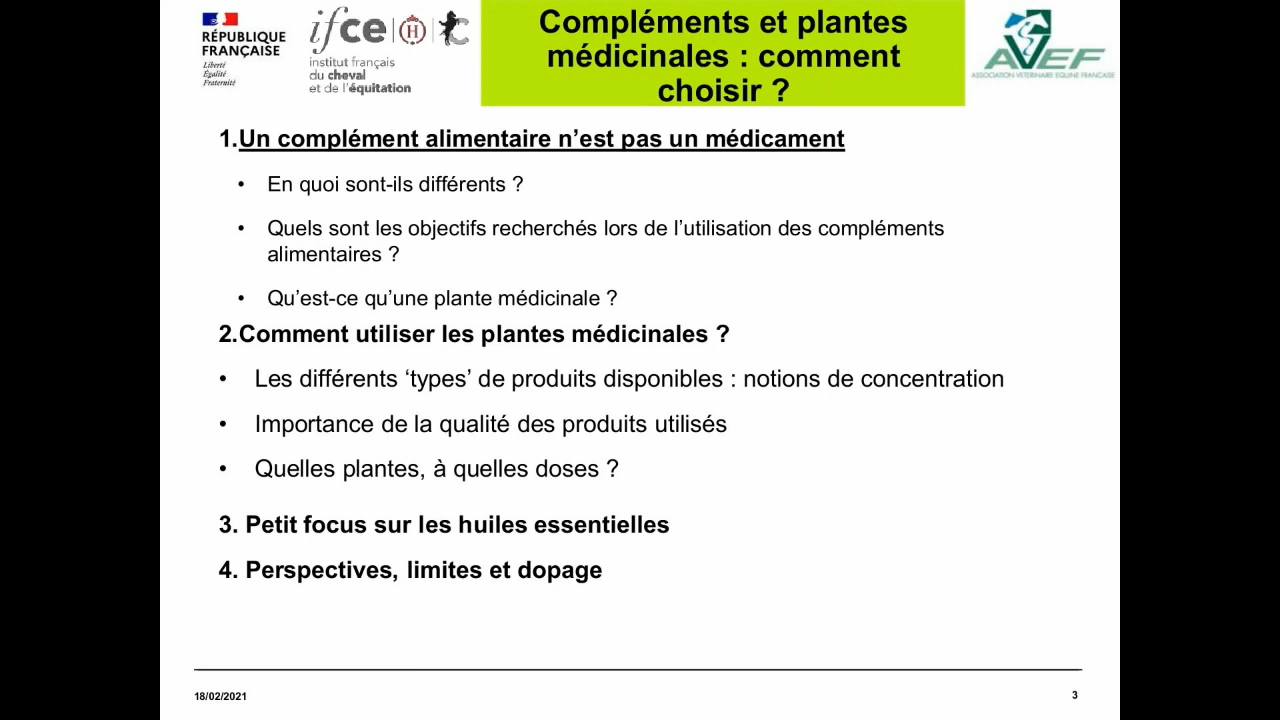 RÉPUBLIQUE
FRANÇAISE
Liberté
Égalité
Fraternité
ifce
institut français
du cheval
et de l'équitation
Compléments et plantes
médicinales : comment
choisir ?
AVEF
ASSOCIATION VÉTÉRINAIRE ÉQUINE FRANÇAISE
1.Un complément alimentaire n’est pas un médicament
• En quoi sont-ils différents ?
• Quels sont les objectifs recherchés lors de l’utilisation des compléments
alimentaires ?
• Qu’est-ce qu’une plante médicinale ?
2.Comment utiliser les plantes médicinales ?
• Les différents ‘types’ de produits disponibles : notions de concentration
• Importance de la qualité des produits utilisés
• Quelles plantes, à quelles doses ?
3. Petit focus sur les huiles essentielles
4. Perspectives, limites et dopage
18/02/2021
3